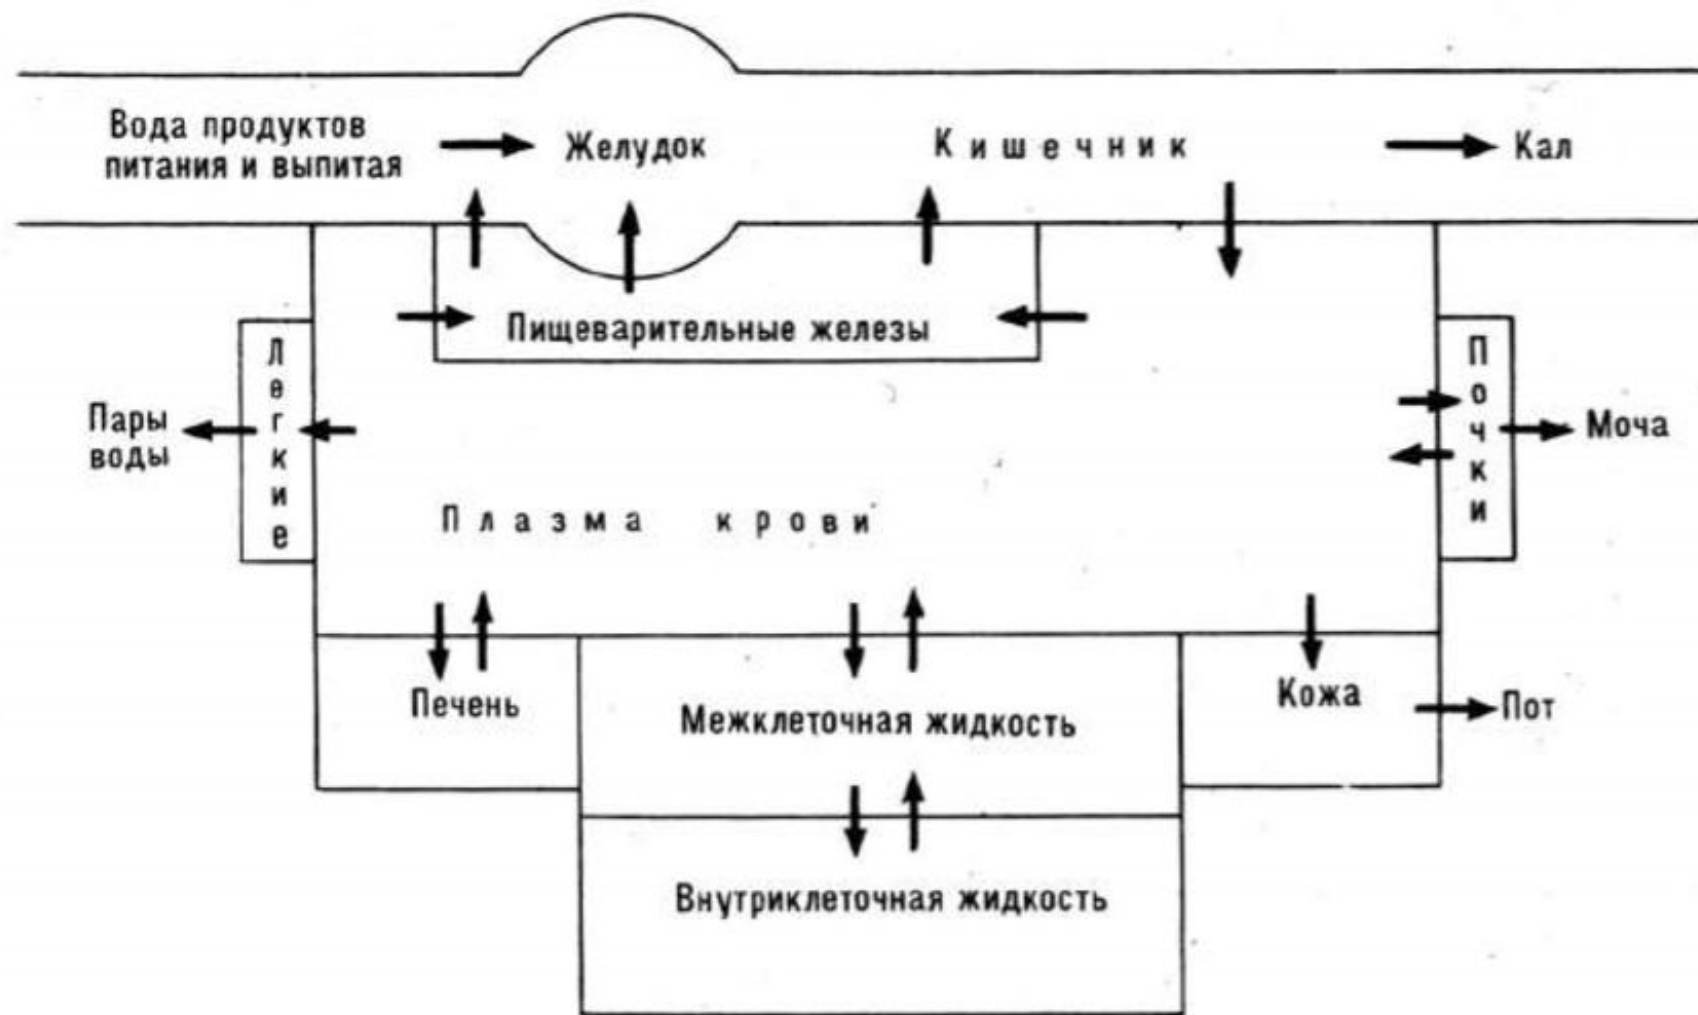 Вода продуктов
питания и выпитая
Желудок
Кишечник
Кал
Пищеварительные железы
Легкие
Почки
Пары
воды
Моча
Плазма крови
Печень
Межклеточная жидкость
Кожа
Пот
Внутриклеточная жидкость